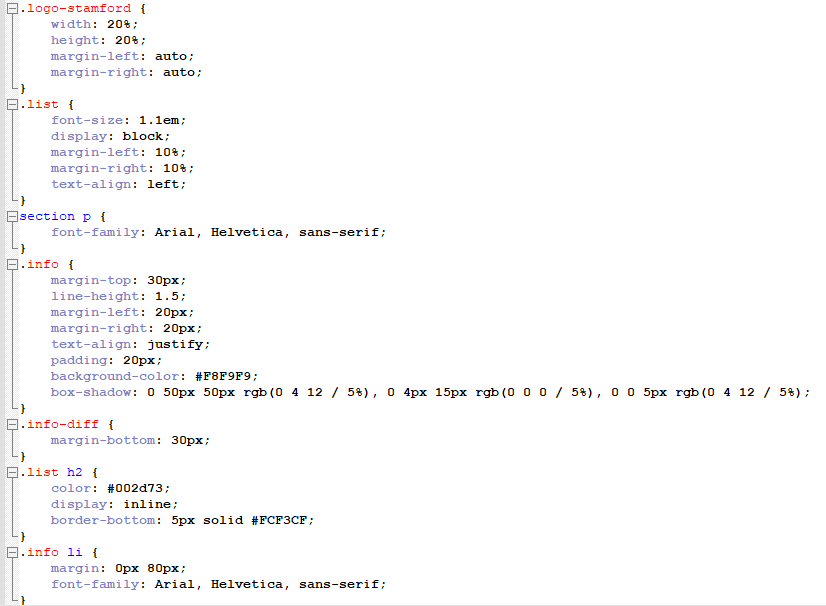 .logo-stamford {
    width: 20%;
    height: 20%;
    margin-left: auto;
    margin-right: auto;
}
.list {
    font-size: 1.1em;
    display: block;
    margin-left: 10%;
    margin-right: 10%;
    text-align: left;
}
section p {
    font-family: Arial, Helvetica, sans-serif;
}
.info {
    margin-top: 30px;
    line-height: 1.5;
    margin-left: 20px;
    margin-right: 20px;
    text-align: justify;
    padding: 20px;
    background-color: #F8F9F9;
    box-shadow: 0 50px 50px rgb(0 4 12 / 5%), 0 4px 15px rgb(0 0 0 / 5%), 0 0 5px rgb(0 4 12 / 5%);
}
.info-diff {
    margin-bottom: 30px;
}
.list h2 {
    color: #002d73;
    display: inline;
    border-bottom: 5px solid #FCF3CF;
}
.info li {
    margin: 0px 80px;
    font-family: Arial, Helvetica, sans-serif;
}